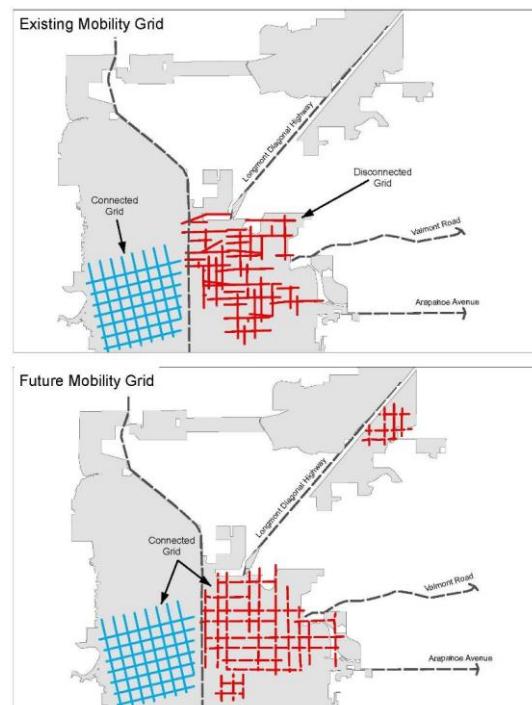 Existing Mobility Grid
Longmont Diagonal Highway
Disconnected
Grid
Connected
Grid
Valmont Road
Arapahoe Avenue
Future Mobility Grid
Longmont Diagonal Highway
Connected
Grid
Valmont Road
Arapahoe Avenue